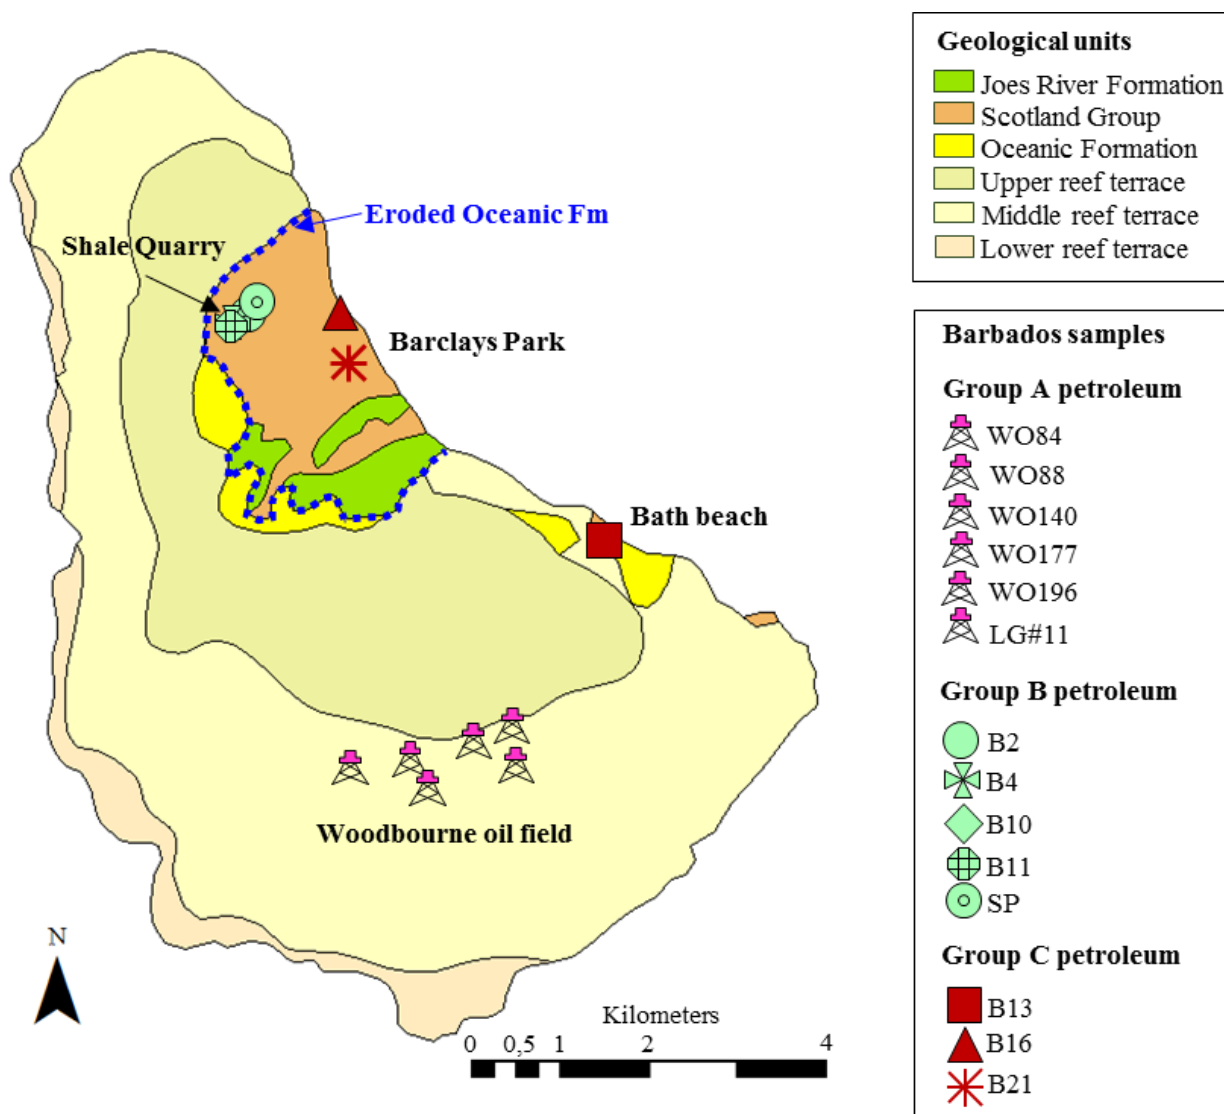 Geological units
Joes River Formation
Scotland Group
Oceanic Formation
Upper reef terrace
Middle reef terrace
Lower reef terrace
Eroded Oceanic Fm
Shale Quarry
Barclays Park
Bath beach
Woodbourne oil field
N
Kilometers
0 0,5 1 2 4
Barbados samples
Group A petroleum
WO84
WO88
WO140
WO177
WO196
LG#11
Group B petroleum
B2
B4
B10
B11
SP
Group C petroleum
B13
B16
B21